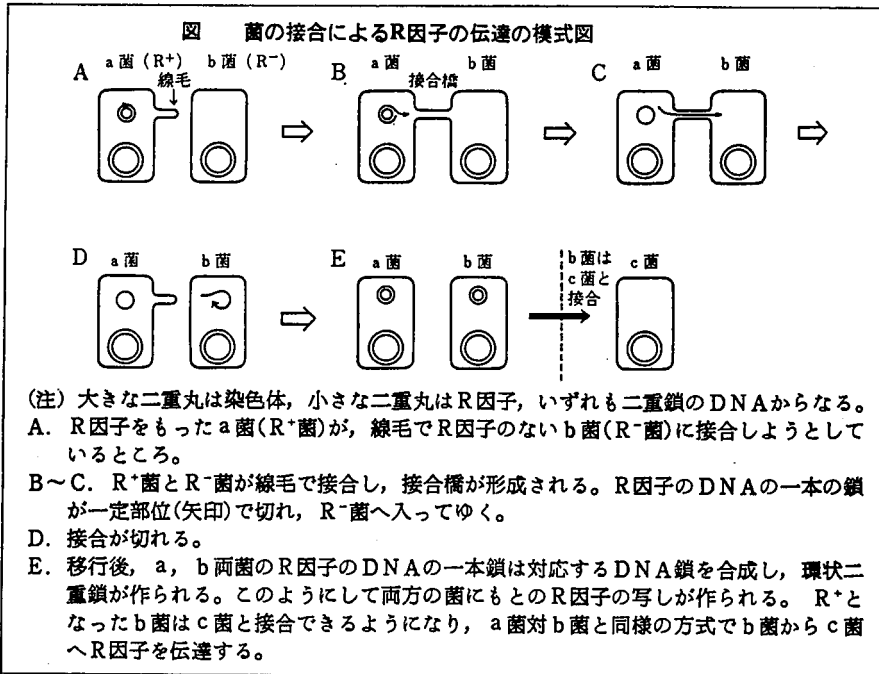 図 菌の接合によるR因子の伝達の模式図
A a菌(R⁺) b菌(R⁻)
線毛
B a菌 b菌
接合橋
C a菌 b菌
D a菌 b菌
E a菌 b菌
b菌は
c菌と
接合
c菌
(注) 大きな二重丸は染色体，小さな二重丸はR因子，いずれも二重鎖のDNAからなる。
A. R因子をもったa菌(R⁺菌)が，線毛でR因子のないb菌(R⁻菌)に接合しようとして
いるところ。
B～C. R⁺菌とR⁻菌が線毛で接合し，接合橋が形成される。R因子のDNAの一本の鎖
が一定部位(矢印)で切れ，R⁻菌へ入ってゆく。
D. 接合が切れる。
E. 移行後，a，b両菌のR因子のDNAの一本鎖は対応するDNA鎖を合成し，環状二
重鎖が作られる。このようにして両方の菌にもとのR因子の写しが作られる。 R⁺と
なったb菌はc菌と接合できるようになり，a菌対b菌と同様の方式でb菌からc菌
へR因子を伝達する。